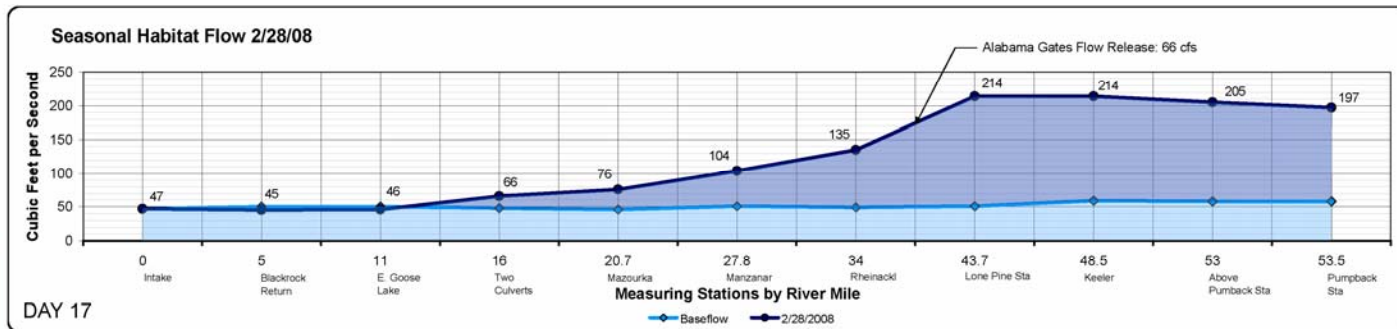 Seasonal Habitat Flow 2/28/08
Alabama Gates Flow Release: 66 cfs
Cubic Feet per Second
250
200
150
100
50
0
47
45
46
66
76
104
135
214
214
205
197
0 5 11 16 20.7 27.8 34 43.7 48.5 53 53.5
Intake Blackrock E. Goose Two Mazourka Manzanar Rheinackl Lone Pine Sta Keeler Above Pumpback
Return Lake Culverts Pumback Sta Sta
Measuring Stations by River Mile
DAY 17
Baseflow 2/28/2008